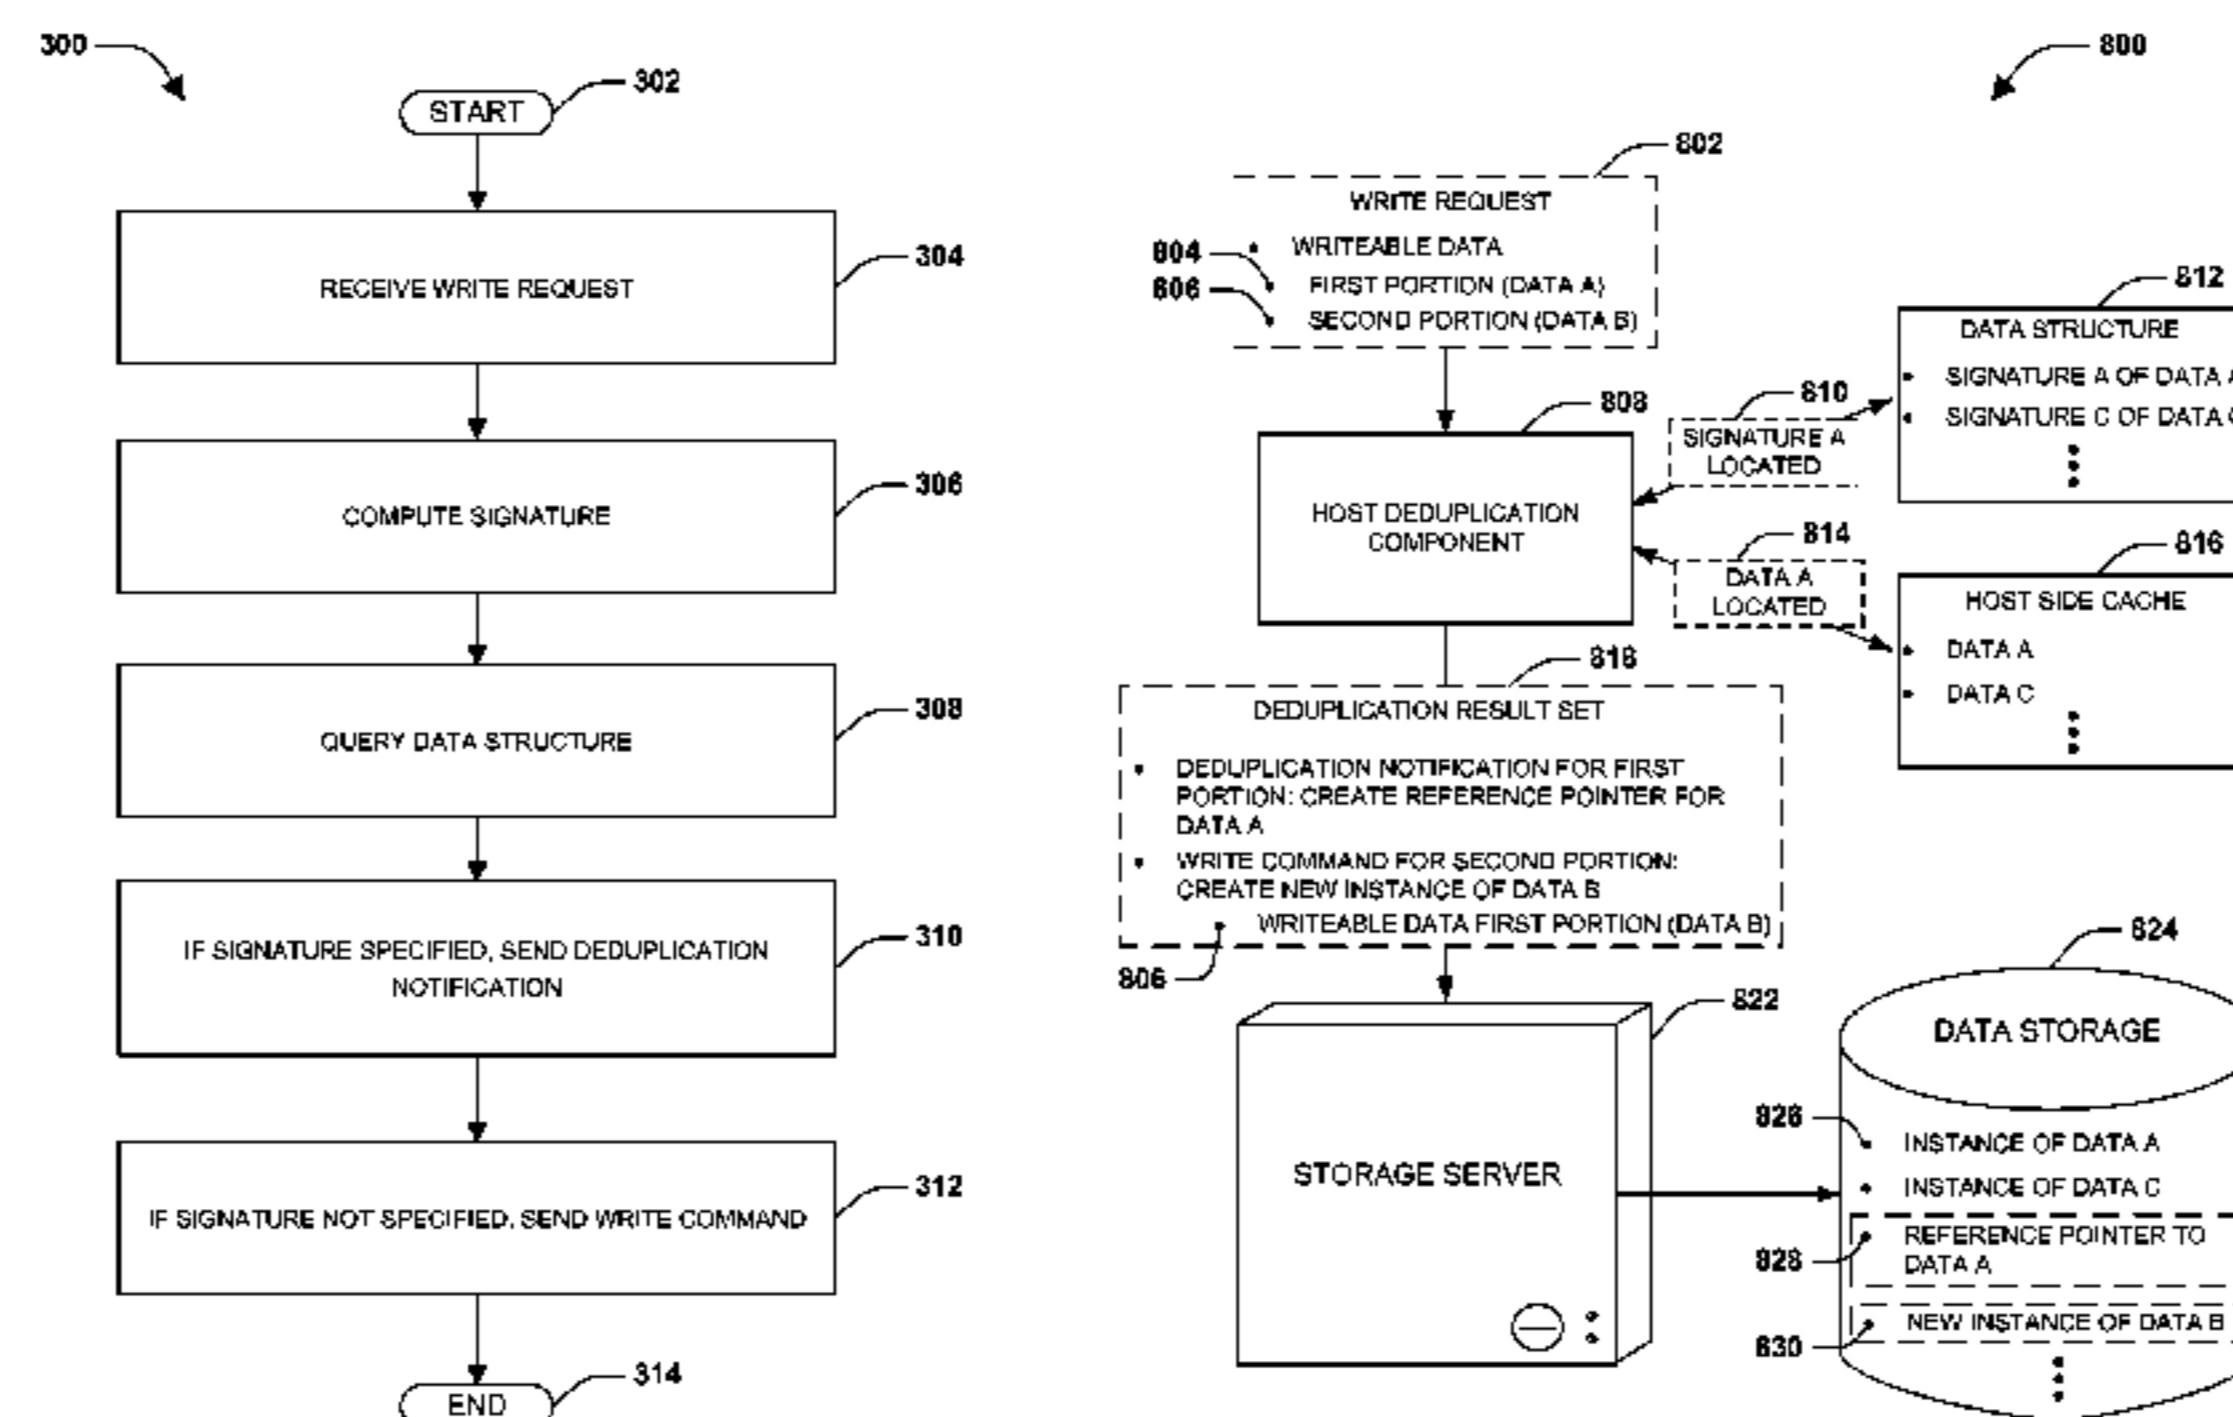 300
302
START
304
RECEIVE WRITE REQUEST
306
COMPUTE SIGNATURE
308
QUERY DATA STRUCTURE
310
IF SIGNATURE SPECIFIED, SEND DEDUPLICATION
NOTIFICATION
312
IF SIGNATURE NOT SPECIFIED, SEND WRITE COMMAND
314
END
800
802
WRITE REQUEST
• WRITEABLE DATA
804
• FIRST PORTION (DATA A)
806
• SECOND PORTION (DATA B)
808
HOST DEDUPLICATION
COMPONENT
810
SIGNATURE A
LOCATED
812
DATA STRUCTURE
• SIGNATURE A OF DATA A
• SIGNATURE C OF DATA C
814
DATA A
LOCATED
816
HOST SIDE CACHE
• DATA A
• DATA C
818
DEDUPLICATION RESULT SET
• DEDUPLICATION NOTIFICATION FOR FIRST
PORTION: CREATE REFERENCE POINTER FOR
DATA A
• WRITE COMMAND FOR SECOND PORTION:
CREATE NEW INSTANCE OF DATA B
• WRITEABLE DATA FIRST PORTION (DATA B)
806
822
STORAGE SERVER
824
DATA STORAGE
826
• INSTANCE OF DATA A
• INSTANCE OF DATA C
828
• REFERENCE POINTER TO
DATA A
830
• NEW INSTANCE OF DATA B